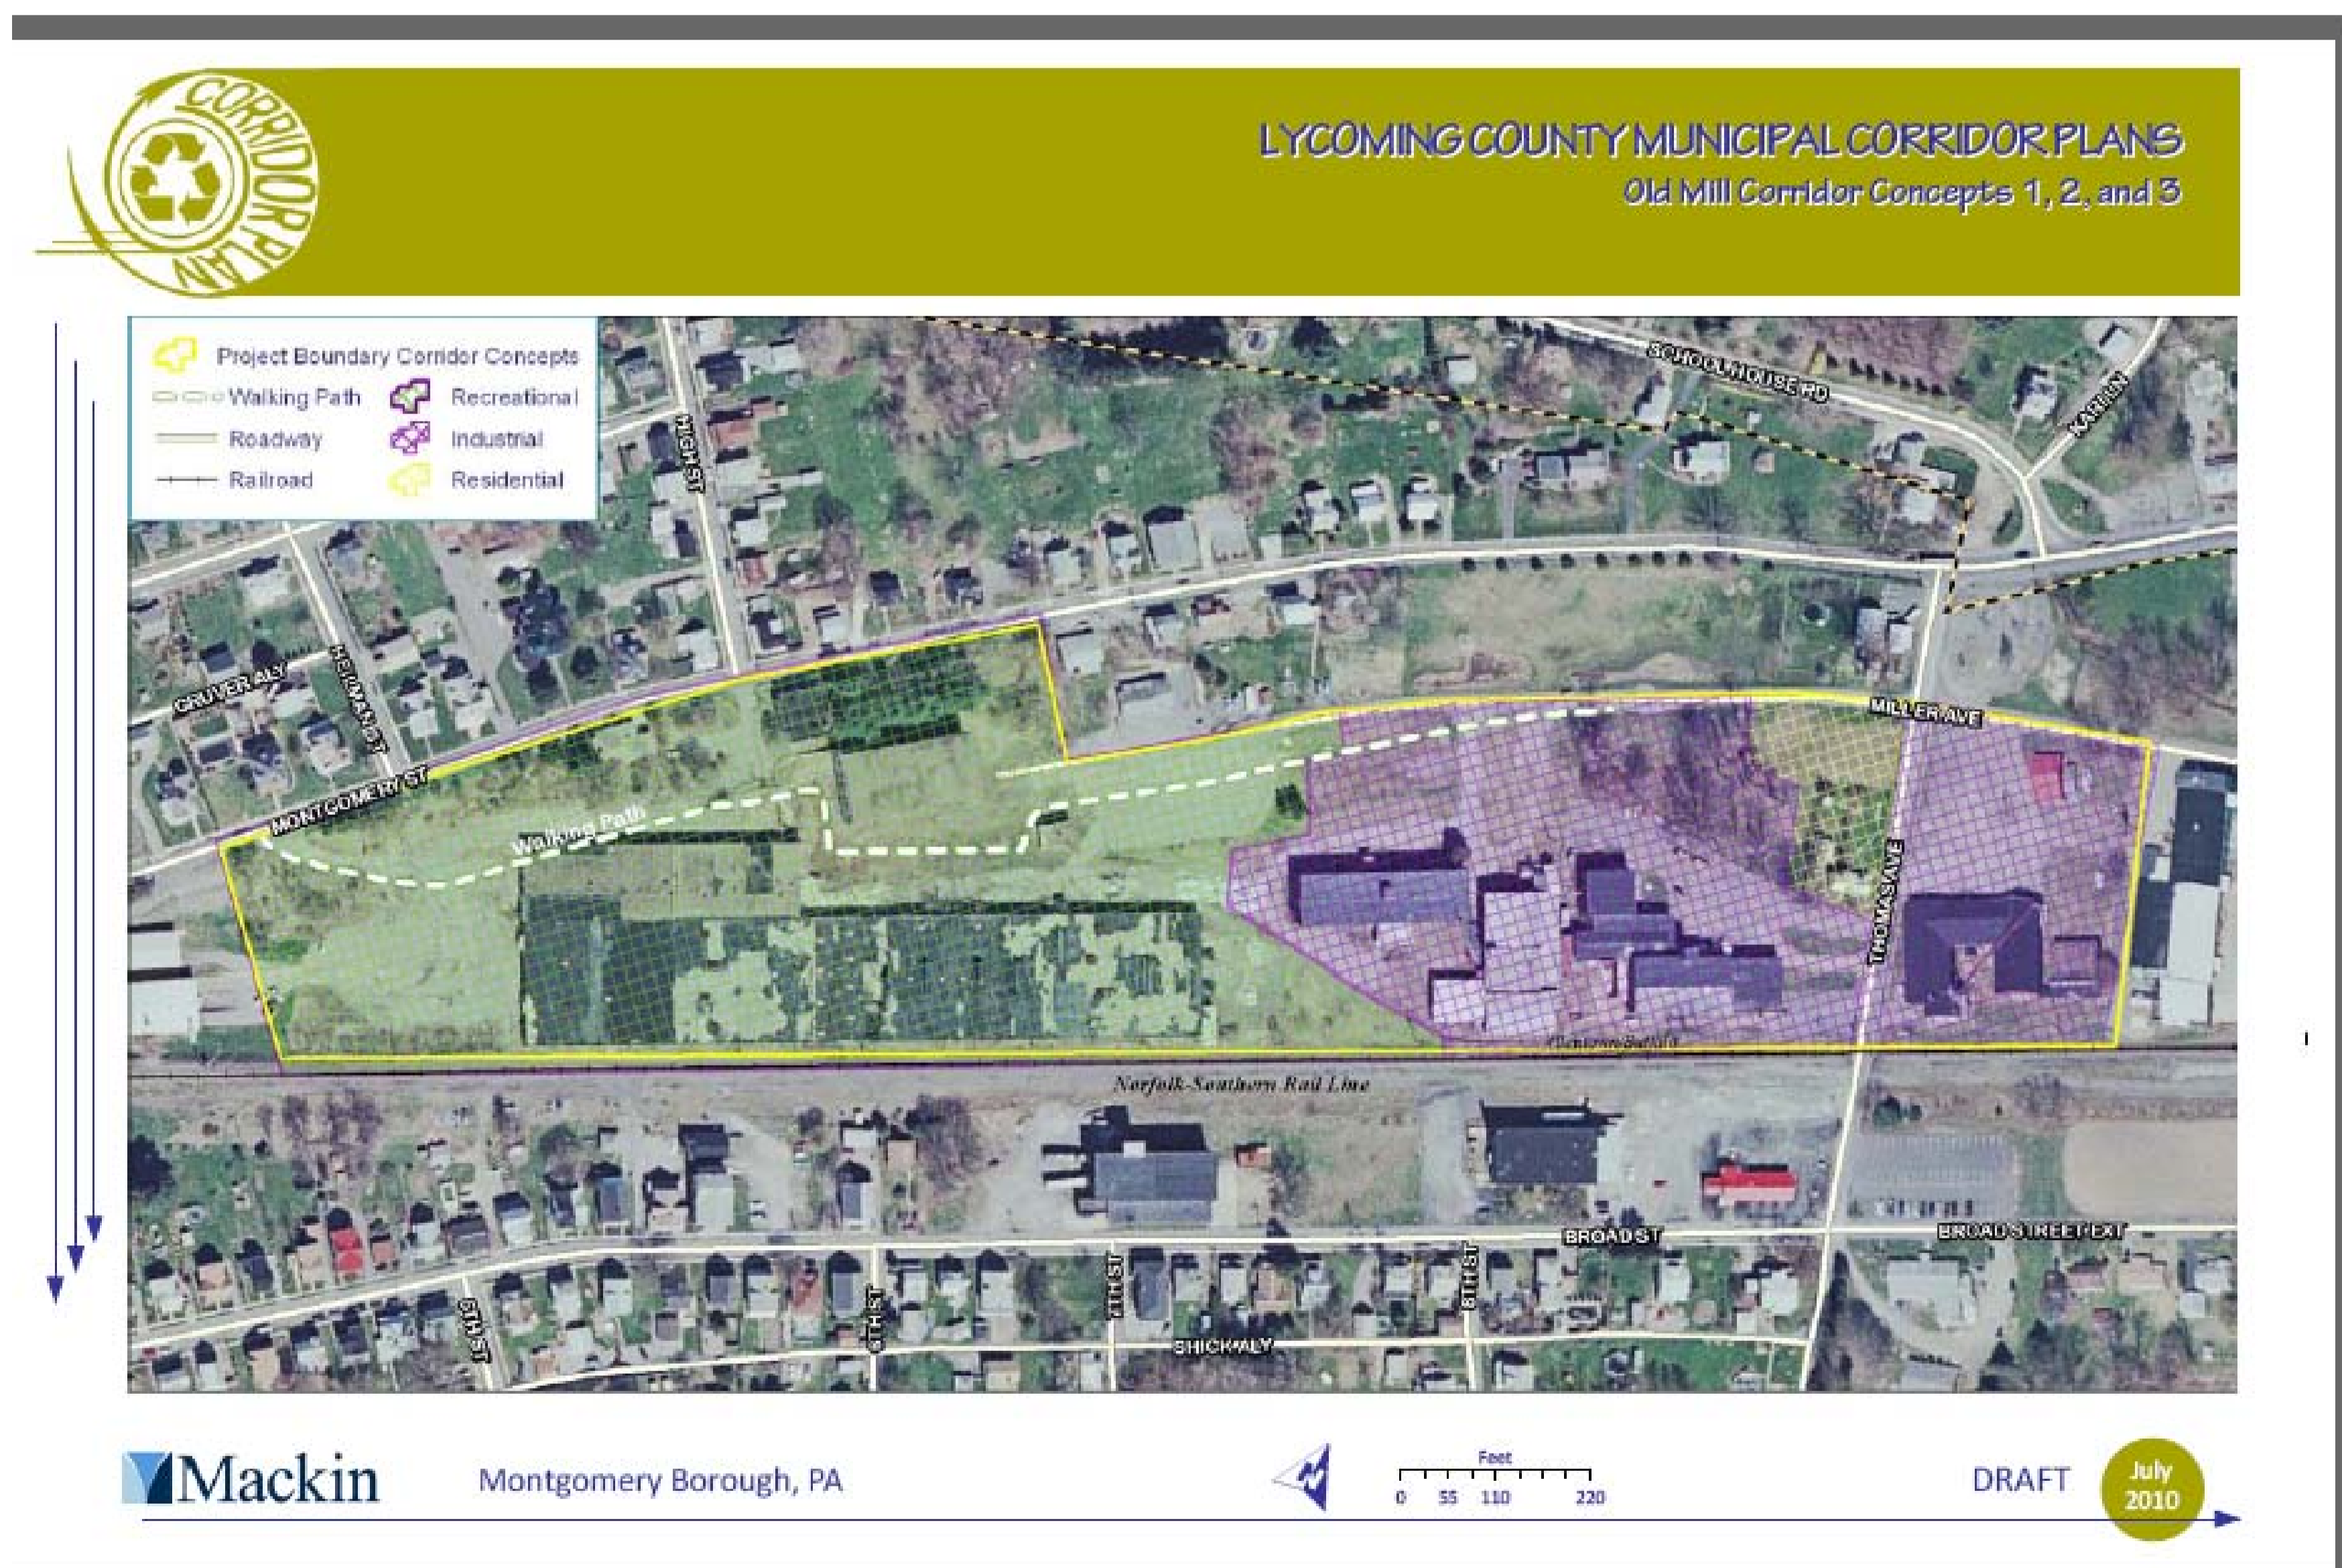 CORRIDOR PLAN
LYCOMING COUNTY MUNICIPAL CORRIDOR PLANS
Old Mill Corridor Concepts 1, 2, and 3
Project Boundary Corridor Concepts
Walking Path
Recreational
Roadway
Industrial
Railroad
Residential
SCHOOLHOUSE RD
KARI LN
HIGH ST
GRUVER ALY
HEILMAN ST
MONTGOMERY ST
MILLER AVE
Walking Path
THOMAS AVE
Norfolk-Southern Rail Line
BROAD ST
BROAD STREET EXT
5TH ST
6TH ST
7TH ST
8TH ST
SHICK ALY
Mackin
Montgomery Borough, PA
N
Feet
0 55 110 220
DRAFT
July
2010